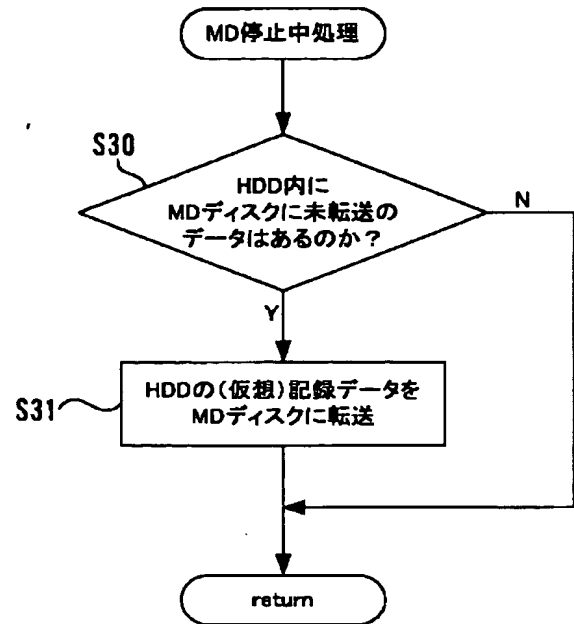 MD停止中処理
S30
HDD内に
MDディスクに未転送の
データはあるのか?
N
Y
S31
HDDの(仮想)記録データを
MDディスクに転送
return